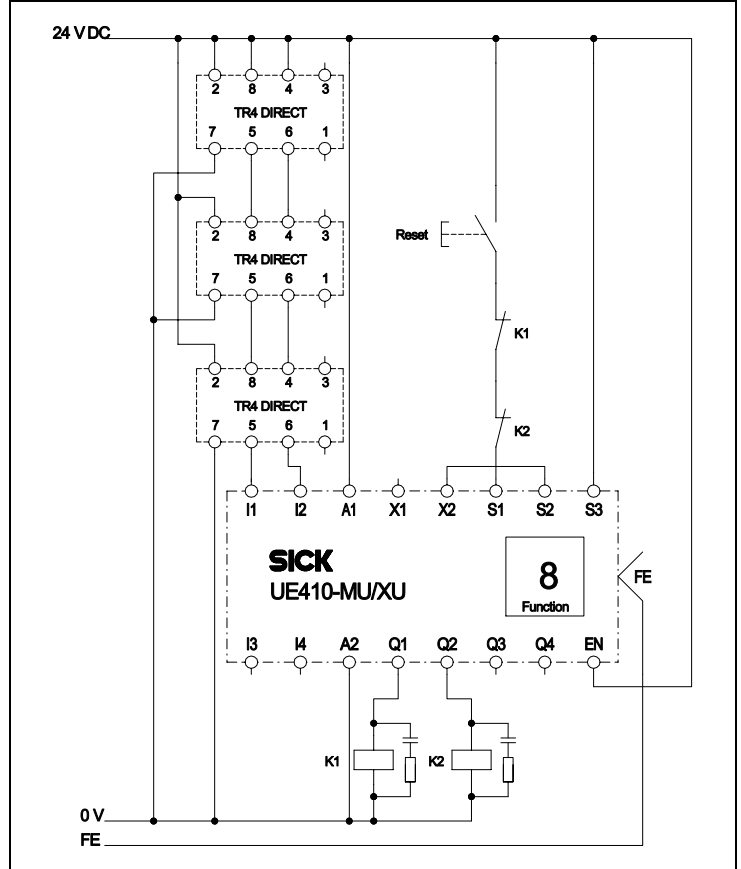 24 V DC
2 8 4 3
TR4 DIRECT
7 5 6 1
2 8 4 3
Reset
TR4 DIRECT
7 5 6 1
K1
2 8 4 3
TR4 DIRECT
7 5 6 1
K2
I1 I2 A1 X1 X2 S1 S2 S3
SICK
UE410-MU/XU
8
Function
FE
I3 I4 A2 Q1 Q2 Q3 Q4 EN
K1 K2
0 V
FE